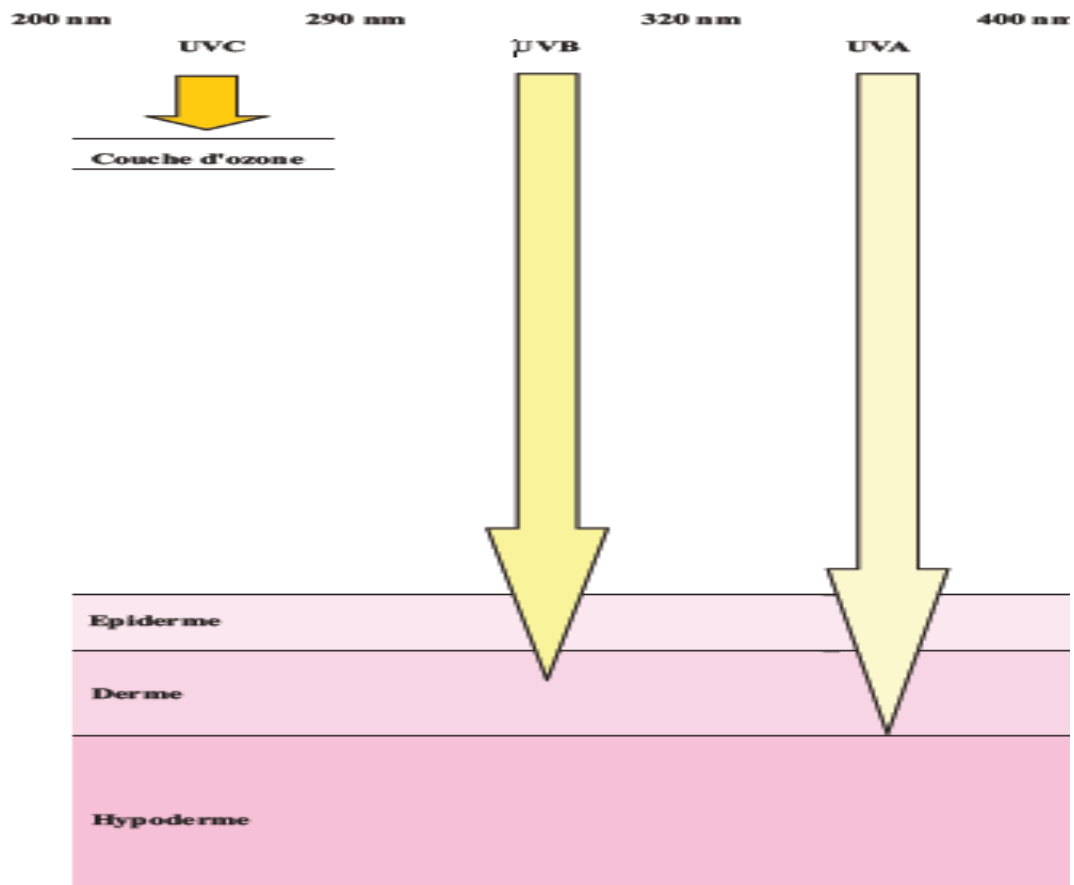 200 nm 290 nm 320 nm 400 nm
UVC UVB UVA
Couche d'ozone
Epiderme
Derme
Hypoderme